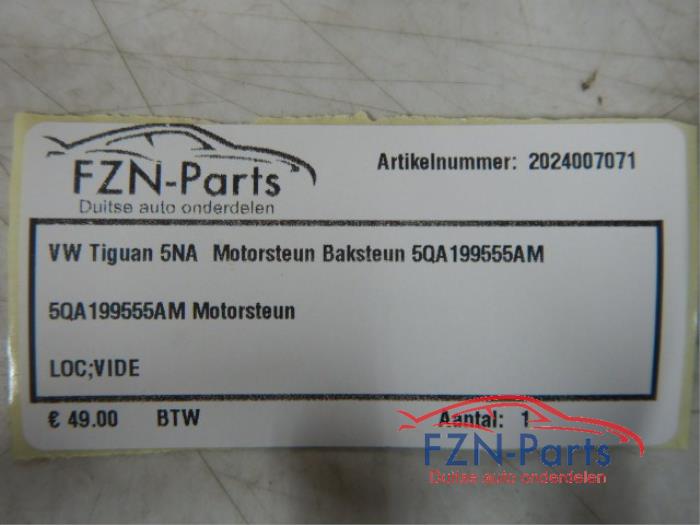 FZN-Parts
Duitse auto onderdelen
Artikelnummer: 2024007071
VW Tiguan 5NA Motorsteun Baksteun 5QA199555AM
5QA199555AM Motorsteun
LOC;VIDE
€ 49.00 BTW Aantal: 1
FZN-Parts
Duitse auto onderdelen